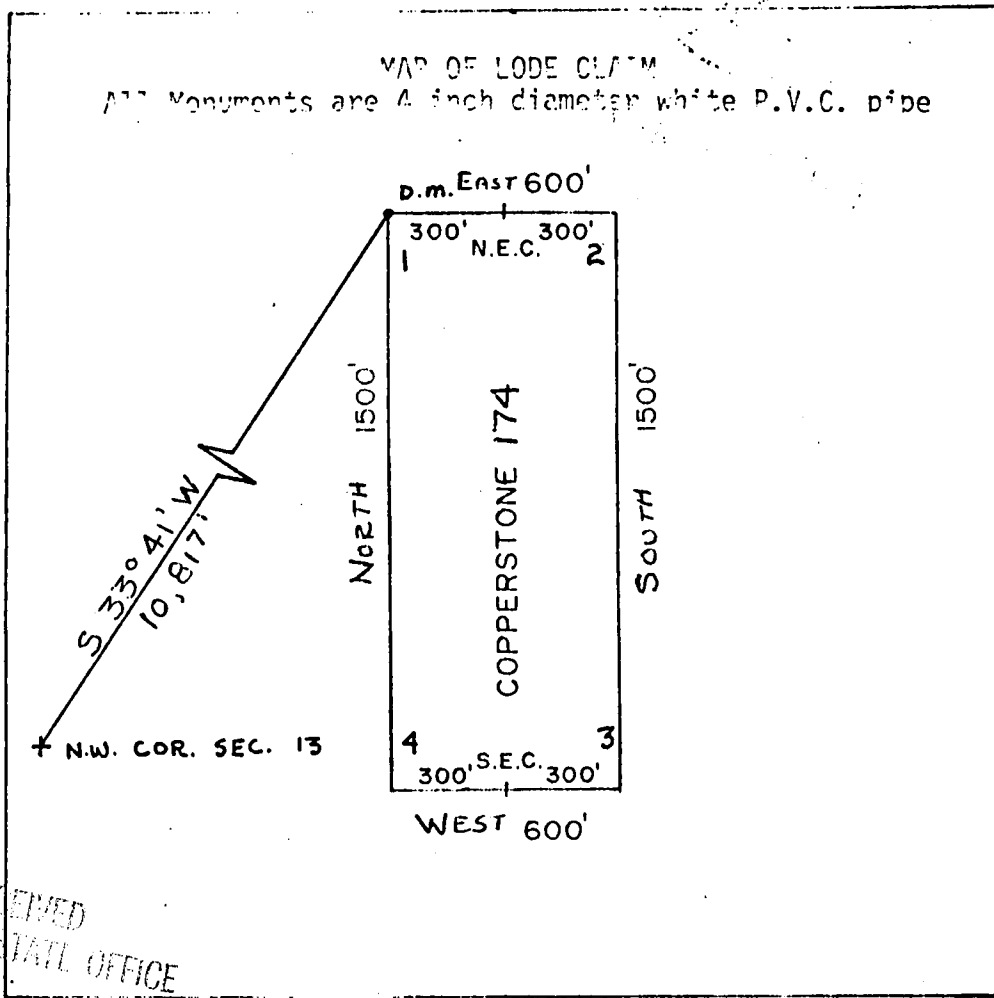 MAP OF LODE CLAIM
All Monuments are 4 inch diameter white P.V.C. pipe
D.M. EAST 600'
300' 300'
N.E.C.
1 2
NORTH 1500'
COPPERSTONE 174
SOUTH 1500'
S 33° 41' W
10,817'
N.W. COR. SEC. 13
4 3
S.E.C.
300' 300'
WEST 600'
EIVED
TATE OFFICE